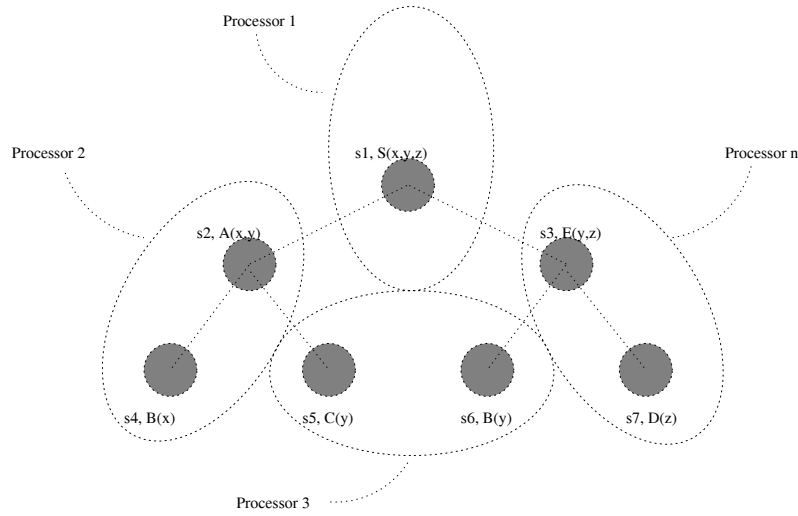 Processor 1
Processor 2
s1, S(x,y,z)
Processor n
s2, A(x,y)
s3, E(y,z)
s4, B(x)
s5, C(y)
s6, B(y)
s7, D(z)
Processor 3